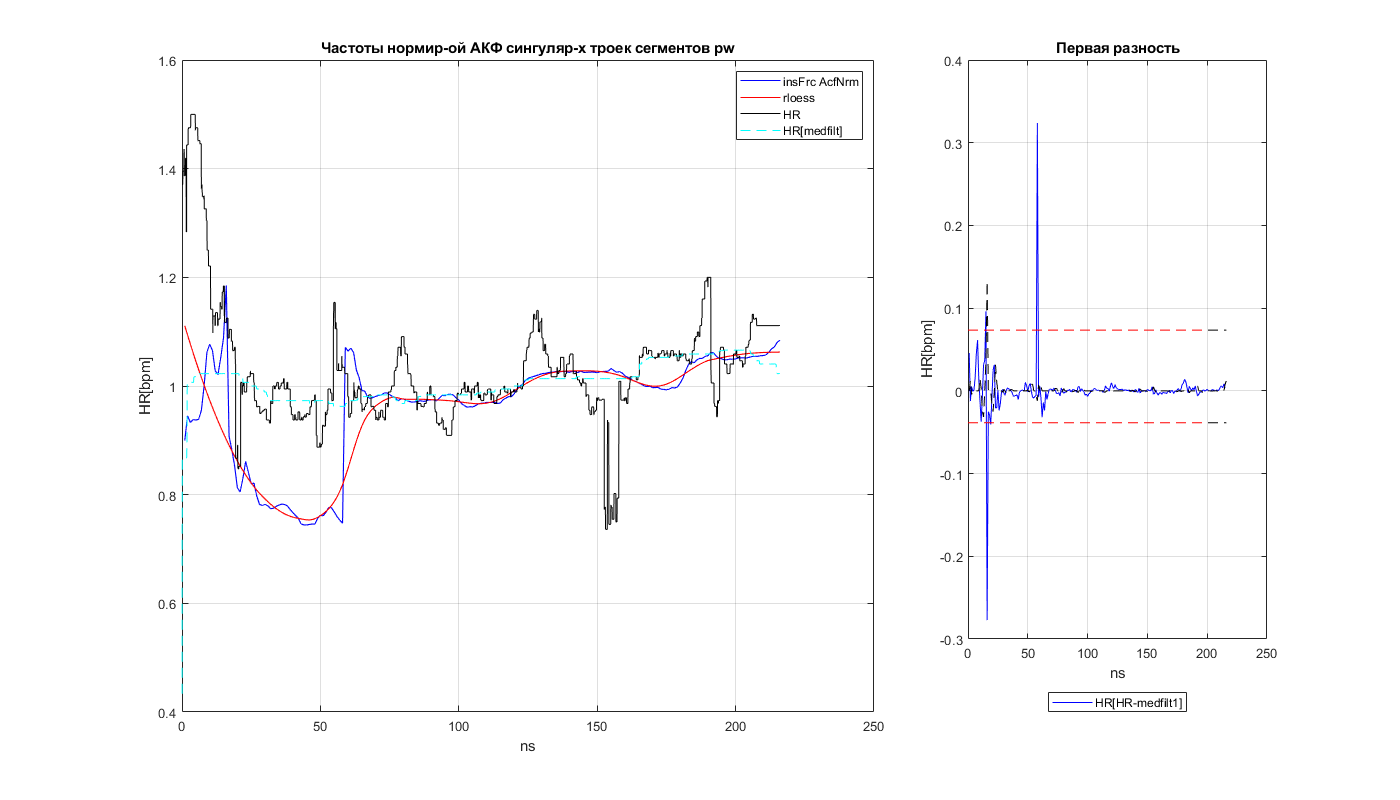 Частоты нормир-ой АКФ сингуляр-х троек сегментов pw
1.6
1.4
1.2
1
0.8
0.6
0.4
HR[bpm]
0
50
100
150
200
250
ns
insFrc AcfNrm
rloess
HR
HR[medfilt]
Первая разность
0.4
0.3
0.2
0.1
0
-0.1
-0.2
-0.3
HR[bpm]
0
50
100
150
200
250
ns
HR[HR-medfilt1]